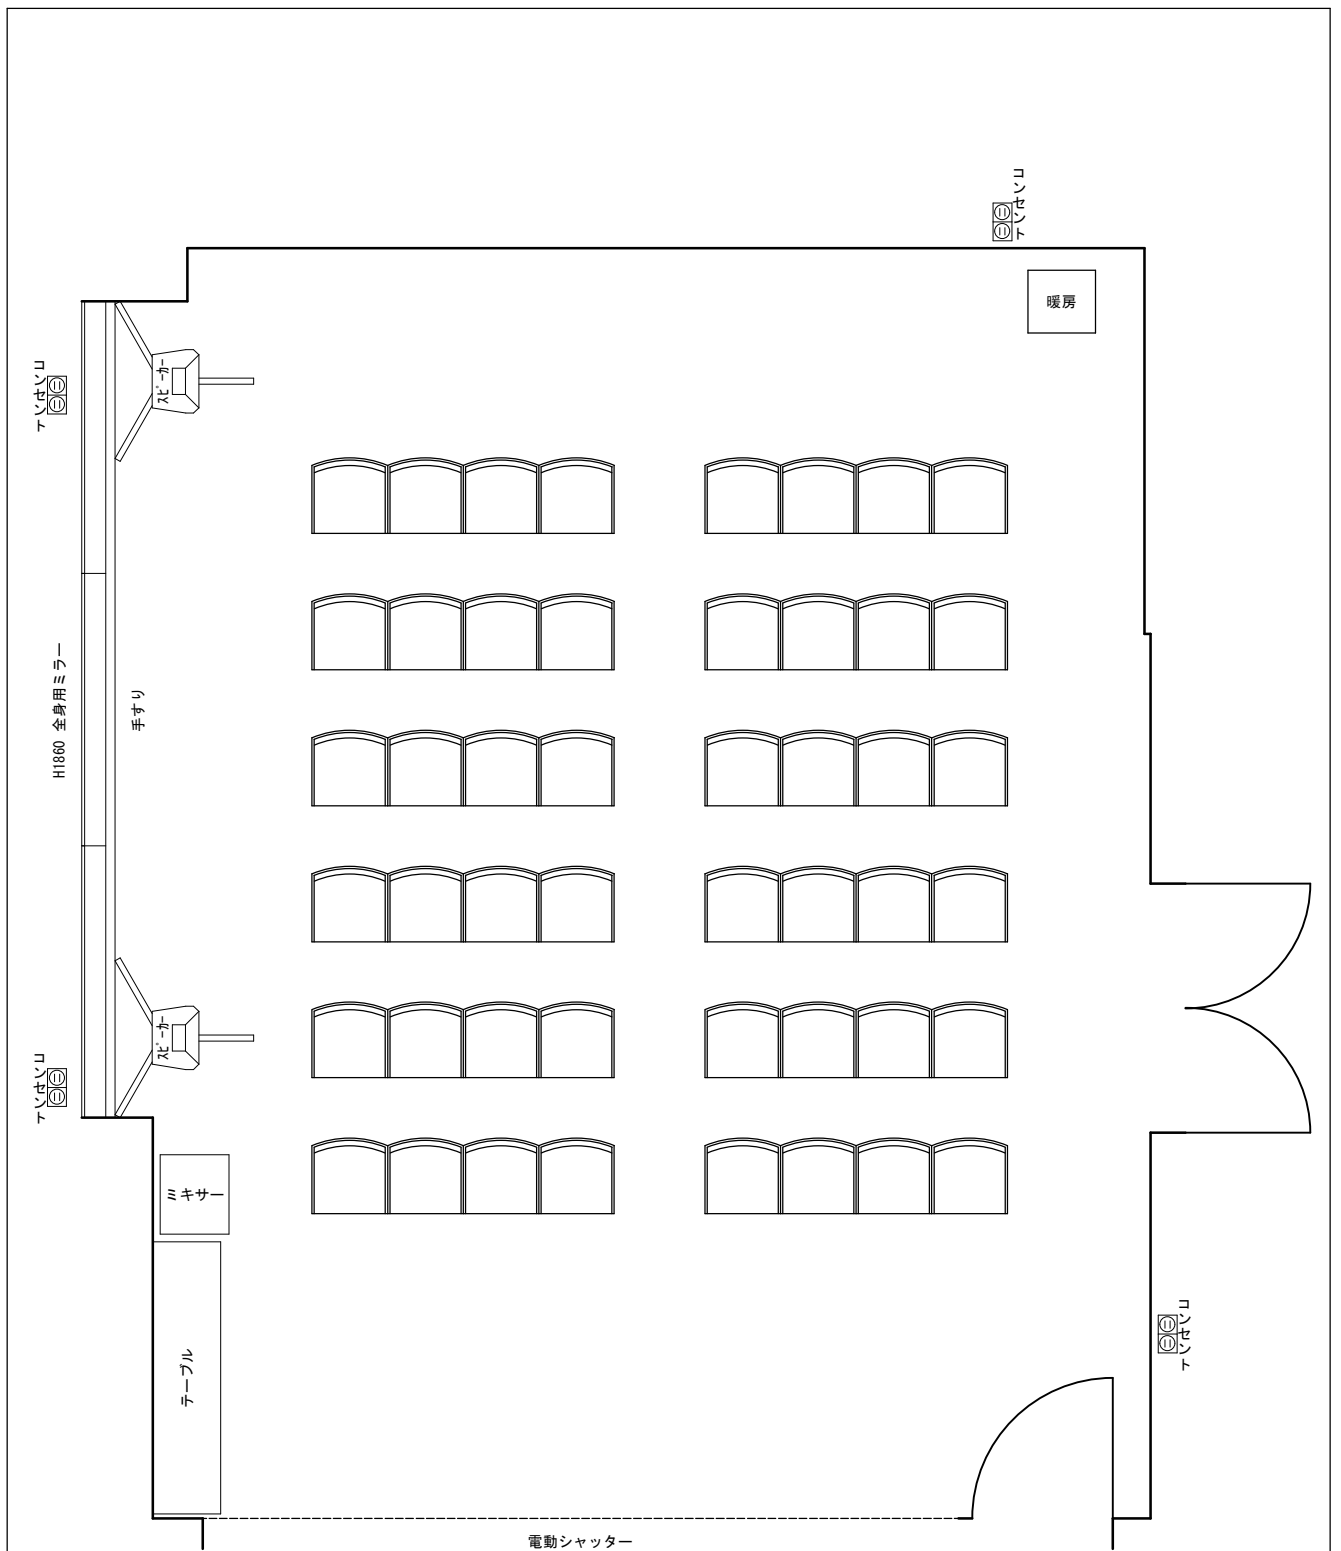 コンセント
暖房
コンセント
スピーカー
H1860 全身用ミラー
手すり
スピーカー
コンセント
ミキサー
テーブル
コンセント
電動シャッター